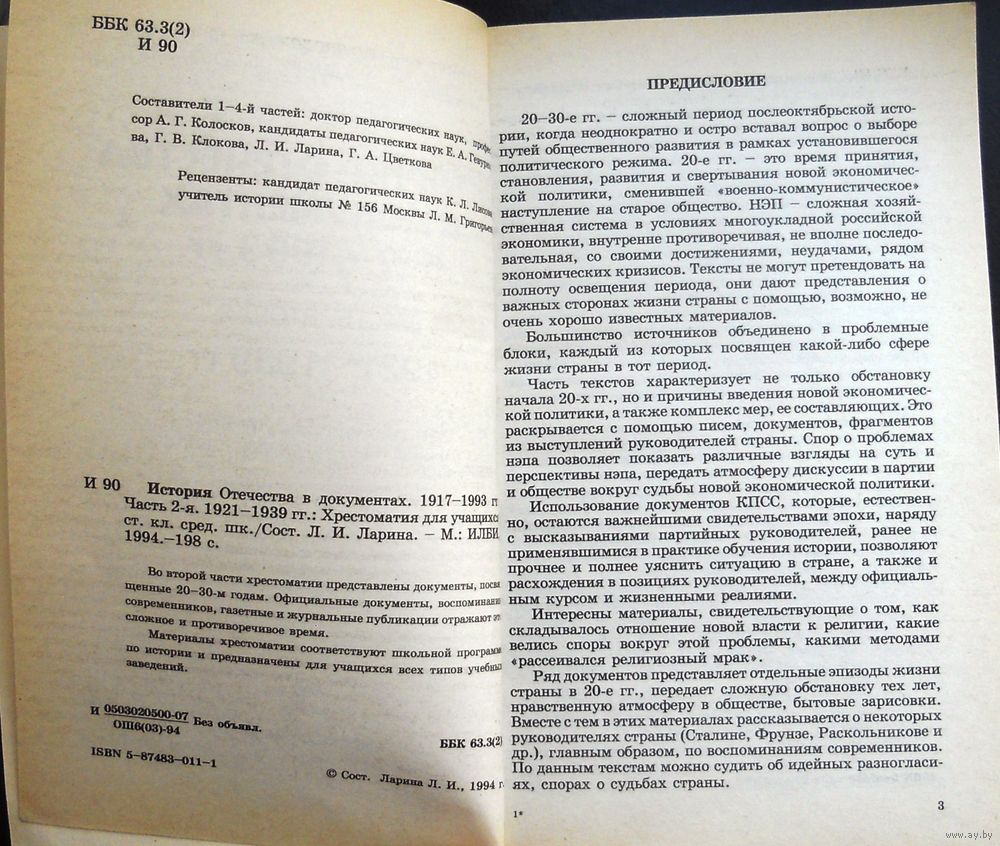 ББК 63.3(2)
И 90
Составители 1–4-й частей: доктор педагогических наук, профес
сор А. Г. Колосков, кандидаты педагогических наук Е. А.
ва, Г. В. Клокова, Л. И. Ларина, Г. А. Цветкова
Рецензенты: кандидат педагогических наук К. Л.
учитель истории школы № 156 Москвы Л. М. Григорьев
И 90 История Отечества в документах. 1917–1993 гг
Часть 2-я. 1921–1939 гг.: Хрестоматия для учащихс
ст. кл. сред. шк./Сост. Л. И. Ларина. – М.: ИЛБИ
1994.–198 с.
Во второй части хрестоматии представлены документы, посвя
щенные 20–30-м годам. Официальные документы, воспоминания
современников, газетные и журнальные публикации отражают эт
сложное и противоречивое время.
Материалы хрестоматии соответствуют школьной программе
по истории и предназначены для учащихся всех типов учебных
заведений.
И 0503020500-07 Без объявл.
ОШ6(03)-94
ББК 63.3(2)
ISBN 5-87483-011-1
© Сост. Ларина Л. И., 1994 г
ПРЕДИСЛОВИЕ
20–30-е гг. – сложный период послеоктябрьской исто-
рии, когда неоднократно и остро вставал вопрос о выборе
путей общественного развития в рамках установившегося
политического режима. 20-е гг. – это время принятия,
становления, развития и свертывания новой экономичес-
кой политики, сменившей «военно-коммунистическое»
наступление на старое общество. НЭП – сложная хозяй-
ственная система в условиях многоукладной российской
экономики, внутренне противоречивая, не вполне последо-
вательная, со своими достижениями, неудачами, рядом
экономических кризисов. Тексты не могут претендовать на
полноту освещения периода, они дают представления о
важных сторонах жизни страны с помощью, возможно, не
очень хорошо известных материалов.
Большинство источников объединено в проблемные
блоки, каждый из которых посвящен какой-либо сфере
жизни страны в тот период.
Часть текстов характеризует не только обстановку
начала 20-х гг., но и причины введения новой экономичес-
кой политики, а также комплекс мер, ее составляющих. Это
раскрывается с помощью писем, документов, фрагментов
из выступлений руководителей страны. Спор о проблемах
нэпа позволяет показать различные взгляды на суть и
перспективы нэпа, передать атмосферу дискуссии в партии
и обществе вокруг судьбы новой экономической политики.
Использование документов КПСС, которые, естествен-
но, остаются важнейшими свидетельствами эпохи, наряду
с высказываниями партийных руководителей, ранее не
применявшимися в практике обучения истории, позволяют
прочнее и полнее уяснить ситуацию в стране, а также и
расхождения в позициях руководителей, между официаль-
ным курсом и жизненными реалиями.
Интересны материалы, свидетельствующие о том, как
складывалось отношение новой власти к религии, какие
велись споры вокруг этой проблемы, какими методами
«рассеивался религиозный мрак».
Ряд документов представляет отдельные эпизоды жизни
страны в 20-е гг., передает сложную обстановку тех лет,
нравственную атмосферу в обществе, бытовые зарисовки.
Вместе с тем в этих материалах рассказывается о некоторых
руководителях страны (Сталине, Фрунзе, Раскольникове и
др.), главным образом, по воспоминаниям современников.
По данным текстам можно судить об идейных разногласи-
ях, спорах о судьбах страны.
1*
3
www.ay.by